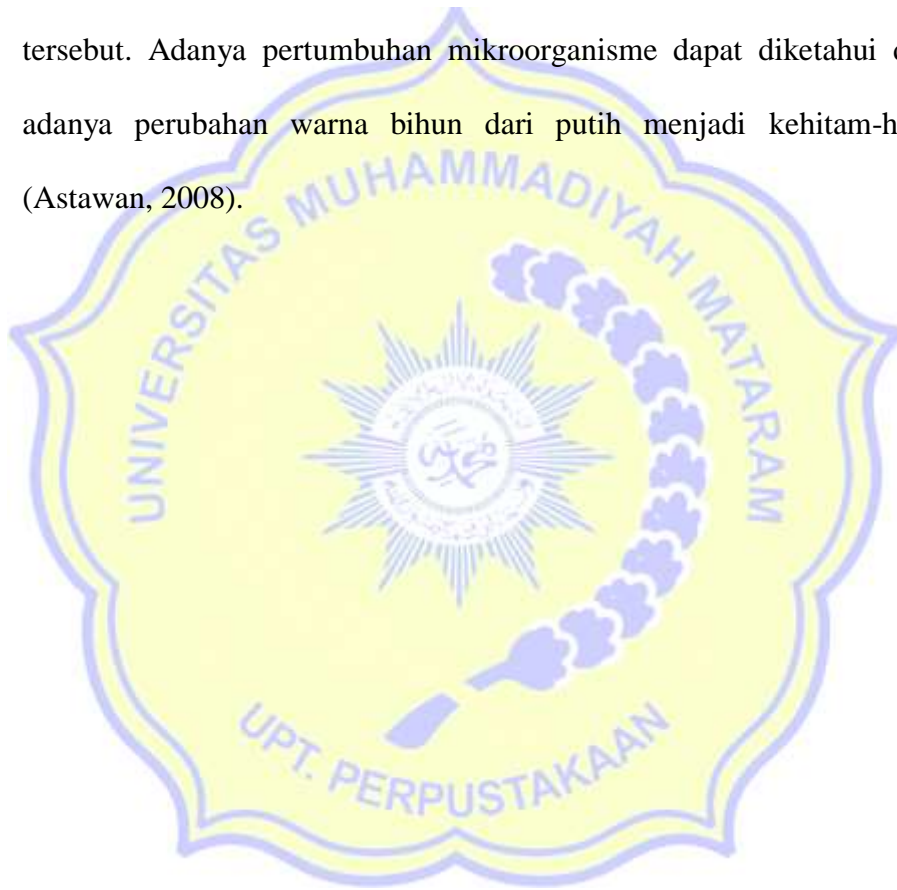 tersebut. Adanya pertumbuhan mikroorganisme dapat diketahui
adanya perubahan warna bihun dari putih menjadi kehitam-h
(Astawan, 2008).
UNIVERSITAS MUHAMMADIYAH MATARAM
UPT. PERPUSTAKAAN